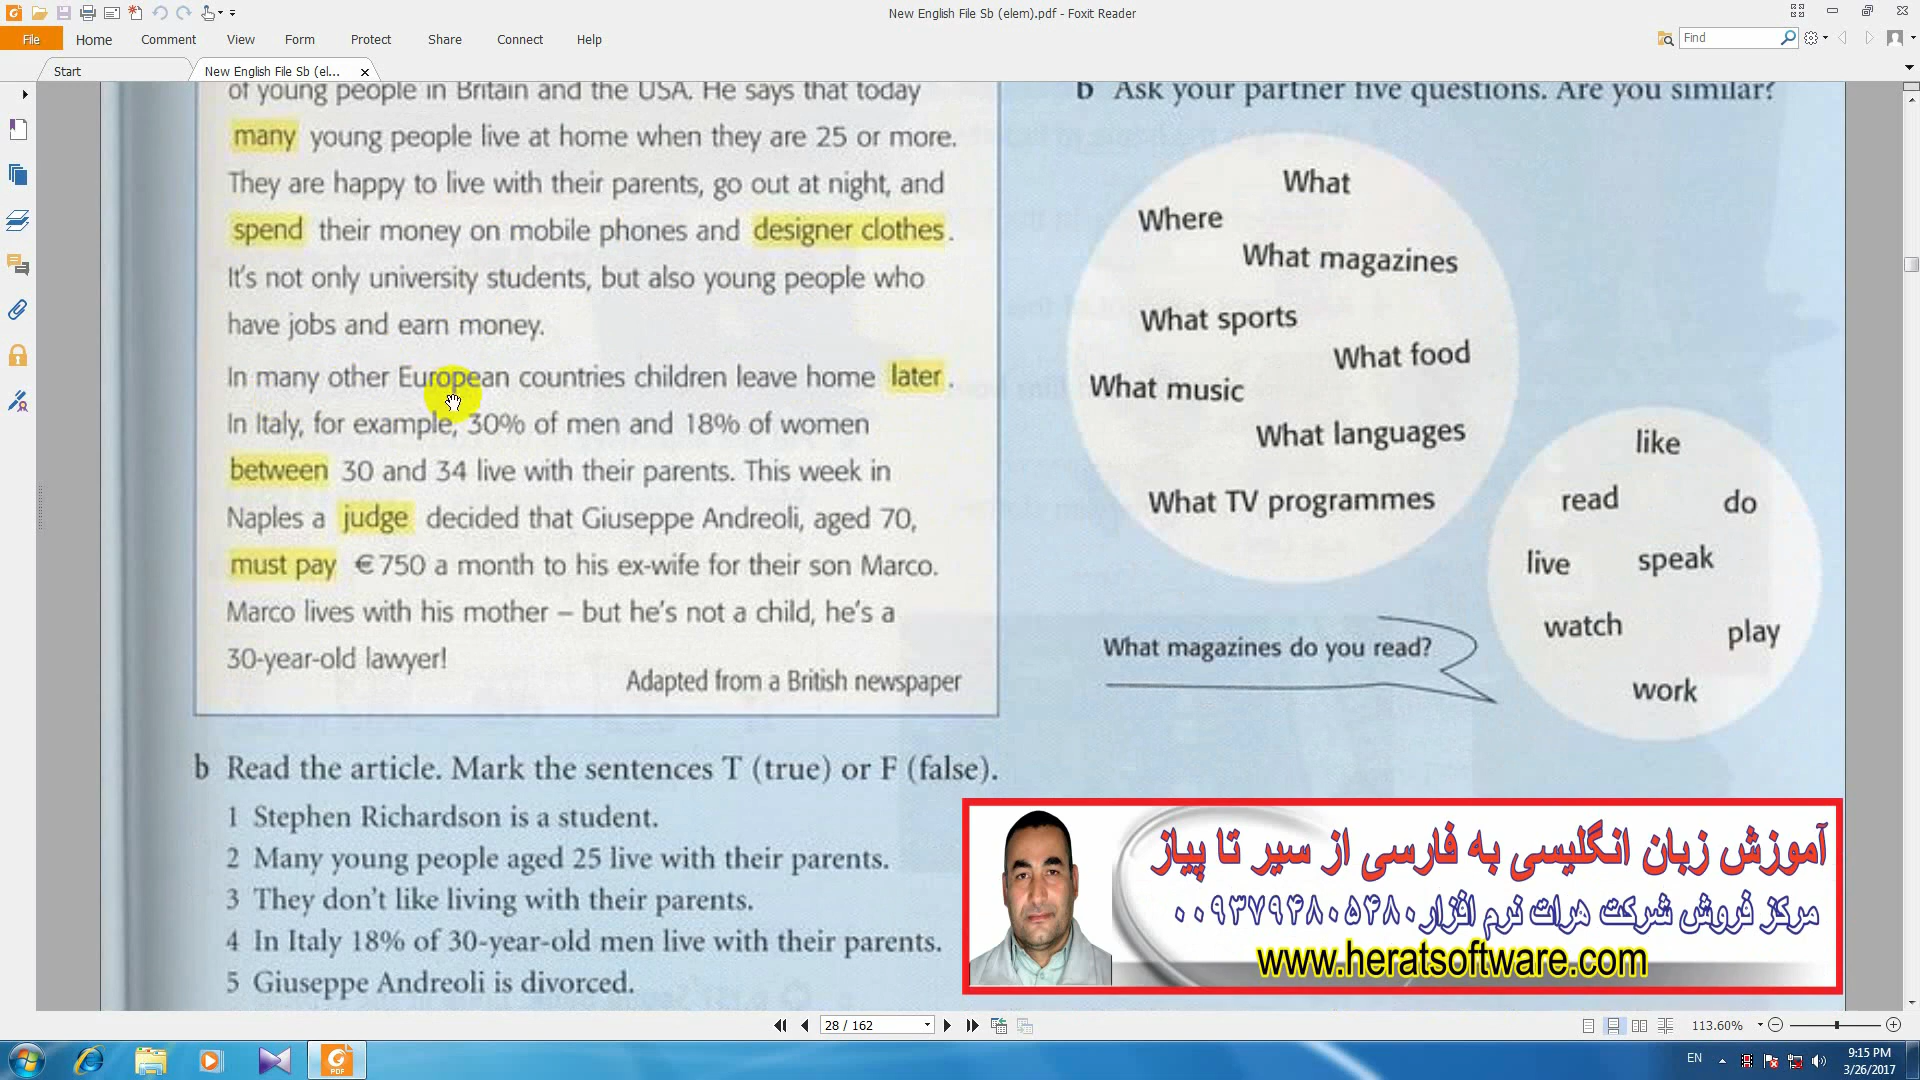 New English File Sb (elem).pdf - Foxit Reader
File Home Comment View Form Protect Share Connect Help
Find
Start
New English File Sb (el...
of young people in Britain and the USA. He says that today
many young people live at home when they are 25 or more.
They are happy to live with their parents, go out at night, and
spend their money on mobile phones and designer clothes.
It's not only university students, but also young people who
have jobs and earn money.
In many other European countries children leave home later.
In Italy, for example, 30% of men and 18% of women
between 30 and 34 live with their parents. This week in
Naples a judge decided that Giuseppe Andreoli, aged 70,
must pay €750 a month to his ex-wife for their son Marco.
Marco lives with his mother – but he's not a child, he's a
30-year-old lawyer!
Adapted from a British newspaper
b Read the article. Mark the sentences T (true) or F (false).
1 Stephen Richardson is a student.
2 Many young people aged 25 live with their parents.
3 They don't like living with their parents.
4 In Italy 18% of 30-year-old men live with their parents.
5 Giuseppe Andreoli is divorced.
b Ask your partner five questions. Are you similar?
What
Where
What magazines
What sports
What food
What music
What languages
What TV programmes
like
read
do
live
speak
watch
play
work
What magazines do you read?
آموزش زبان انگلیسی به فارسی از سیر تا پیاز
مرکز فروش شرکت هرات نرم افزار ۰۰۹۳۷۹۴۸۰۵۴۸۰
www.heratsoftware.com
28 / 162
113.60%
EN
9:15 PM
3/26/2017
PDF